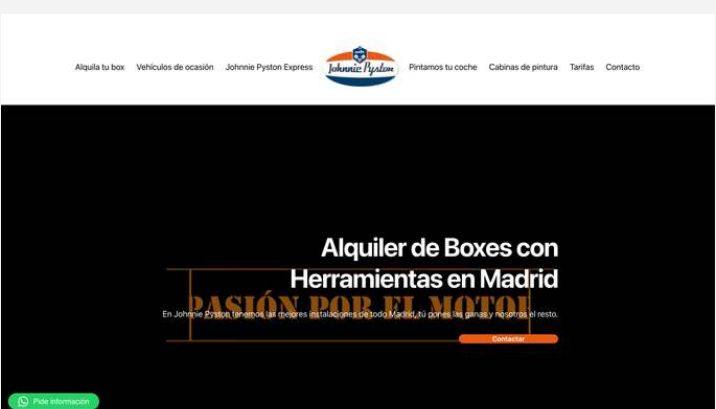 Alquila tu box
Vehículos de ocasión
Johnnie Pyston Express
Johnnie Pyston
Pintamos tu coche
Cabinas de pintura
Tarifas
Contacto
Alquiler de Boxes con
Herramientas en Madrid
PASIÓN POR EL MOTOR
En Johnnie Pyston tenemos las mejores instalaciones de todo Madrid, tú pones las ganas y nosotros el resto.
Contactar
Pide información